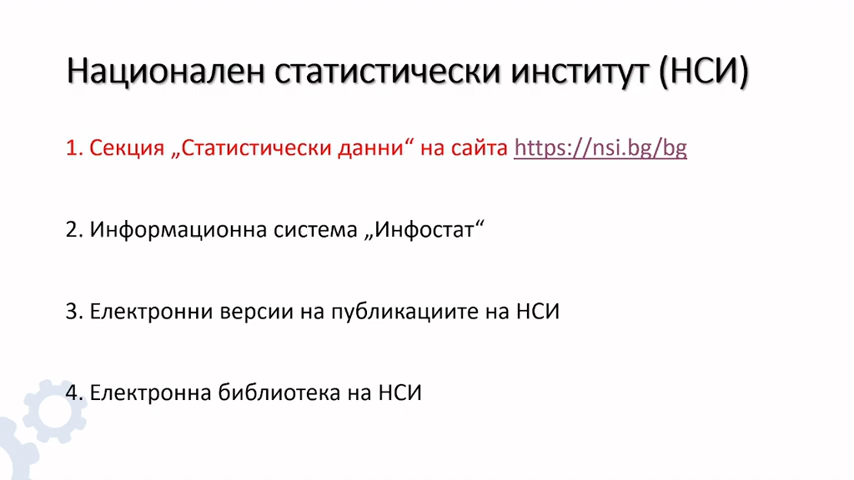 Национален статистически институт (НСИ)
1. Секция „Статистически данни“ на сайта https://nsi.bg/bg
2. Информационна система „Инфостат“
3. Електронни версии на публикациите на НСИ
4. Електронна библиотека на НСИ